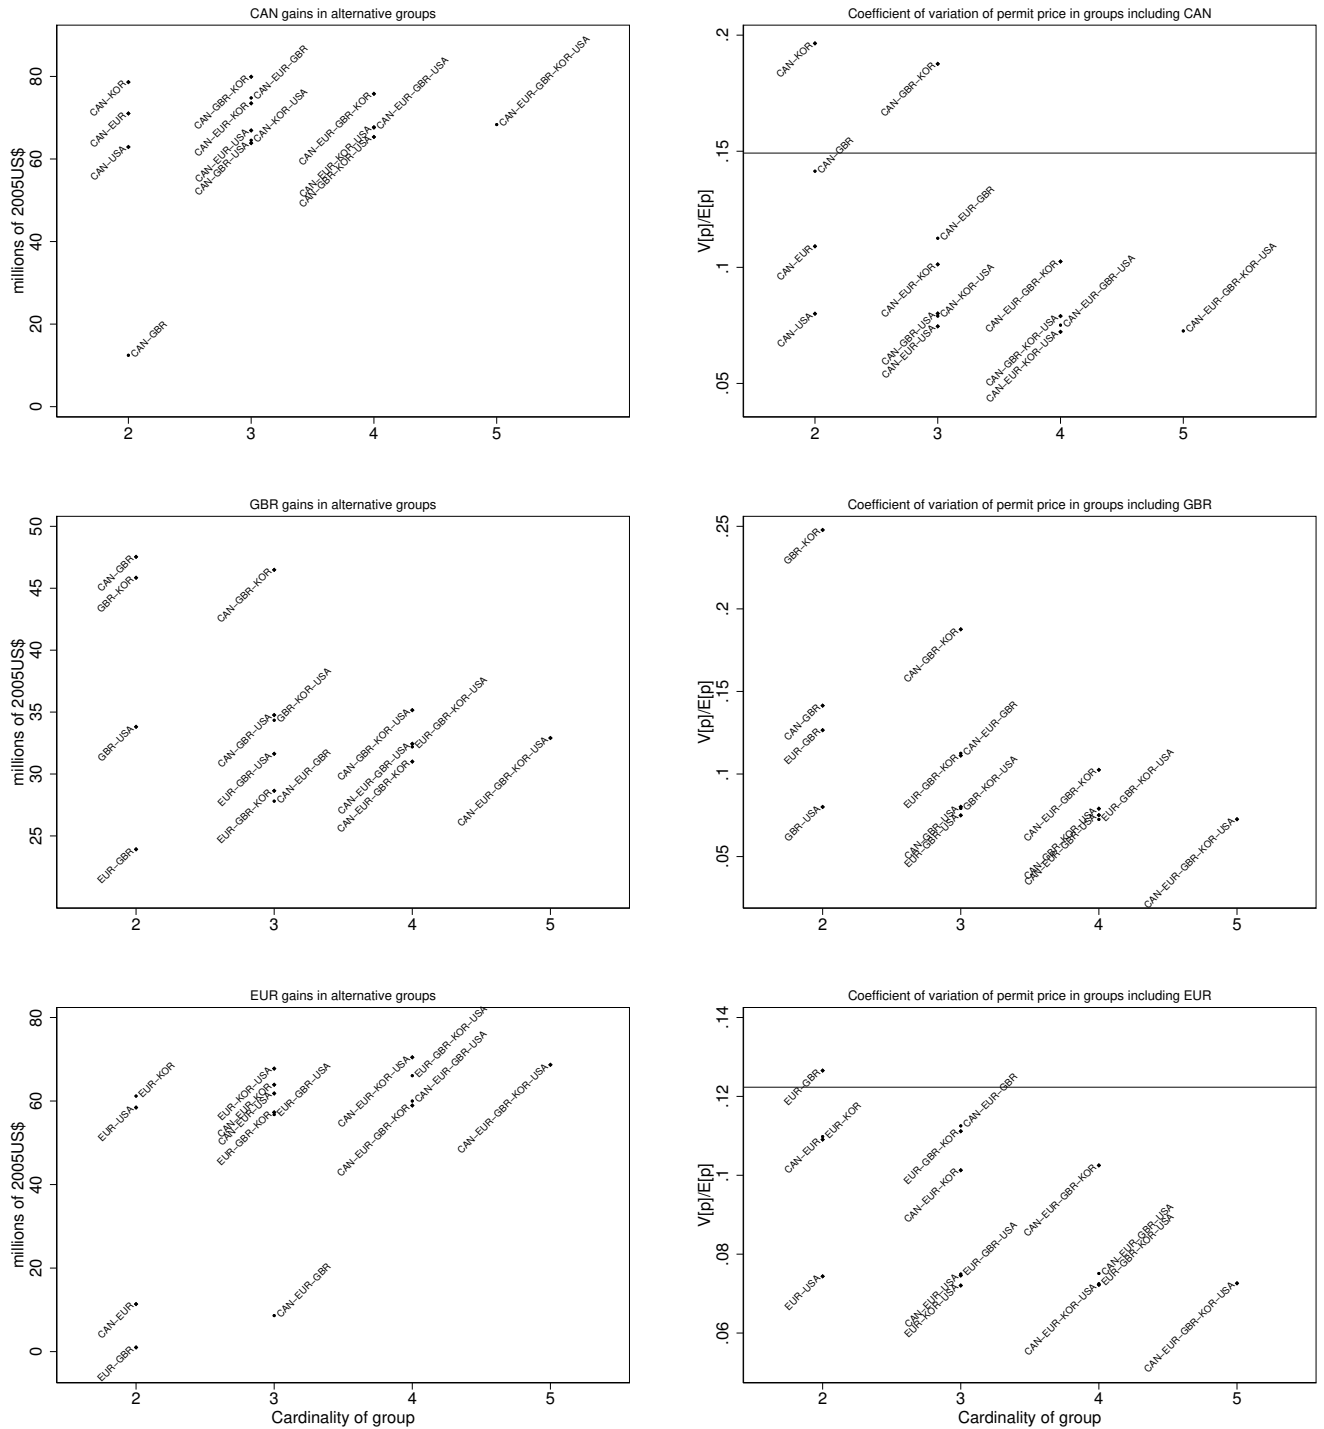 CAN gains in alternative groups
millions of 2005US$
80
60
40
20
0
2
3
4
5
CAN−KOR
CAN−EUR
CAN−USA
CAN−GBR
CAN−GBR−KOR
CAN−EUR−GBR
CAN−EUR−KOR
CAN−EUR−USA
CAN−KOR−USA
CAN−GBR−USA
CAN−EUR−GBR−KOR
CAN−EUR−GBR−USA
CAN−EUR−KOR−USA
CAN−GBR−KOR−USA
CAN−EUR−GBR−KOR−USA
Coefficient of variation of permit price in groups including CAN
V[p]/E[p]
.2
.15
.1
.05
2
3
4
5
CAN−KOR
CAN−GBR
CAN−EUR
CAN−USA
CAN−GBR−KOR
CAN−EUR−GBR
CAN−EUR−KOR
CAN−KOR−USA
CAN−GBR−USA
CAN−EUR−USA
CAN−EUR−GBR−KOR
CAN−EUR−GBR−USA
CAN−GBR−KOR−USA
CAN−EUR−KOR−USA
CAN−EUR−GBR−KOR−USA
GBR gains in alternative groups
millions of 2005US$
50
45
40
35
30
25
2
3
4
5
CAN−GBR
GBR−KOR
GBR−USA
EUR−GBR
CAN−GBR−KOR
GBR−KOR−USA
CAN−GBR−USA
EUR−GBR−USA
EUR−GBR−KOR
CAN−EUR−GBR
CAN−GBR−KOR−USA
EUR−GBR−KOR−USA
CAN−EUR−GBR−USA
CAN−EUR−GBR−KOR
CAN−EUR−GBR−KOR−USA
Coefficient of variation of permit price in groups including GBR
V[p]/E[p]
.25
.2
.15
.1
.05
2
3
4
5
GBR−KOR
CAN−GBR
EUR−GBR
GBR−USA
CAN−GBR−KOR
CAN−EUR−GBR
EUR−GBR−KOR
GBR−KOR−USA
CAN−GBR−USA
EUR−GBR−USA
CAN−EUR−GBR−KOR
EUR−GBR−KOR−USA
CAN−GBR−KOR−USA
CAN−EUR−GBR−USA
CAN−EUR−GBR−KOR−USA
EUR gains in alternative groups
millions of 2005US$
80
60
40
20
0
2
3
4
5
Cardinality of group
EUR−KOR
EUR−USA
CAN−EUR
EUR−GBR
EUR−KOR−USA
CAN−EUR−KOR
CAN−EUR−USA
EUR−GBR−USA
EUR−GBR−KOR
CAN−EUR−GBR
CAN−EUR−KOR−USA
EUR−GBR−KOR−USA
CAN−EUR−GBR−USA
CAN−EUR−GBR−KOR
CAN−EUR−GBR−KOR−USA
Coefficient of variation of permit price in groups including EUR
V[p]/E[p]
.14
.12
.1
.08
.06
2
3
4
5
Cardinality of group
EUR−GBR
EUR−KOR
CAN−EUR
EUR−USA
CAN−EUR−GBR
EUR−GBR−KOR
CAN−EUR−KOR
EUR−GBR−USA
CAN−EUR−USA
EUR−KOR−USA
CAN−EUR−GBR−KOR
CAN−EUR−GBR−USA
EUR−GBR−KOR−USA
CAN−EUR−KOR−USA
CAN−EUR−GBR−KOR−USA